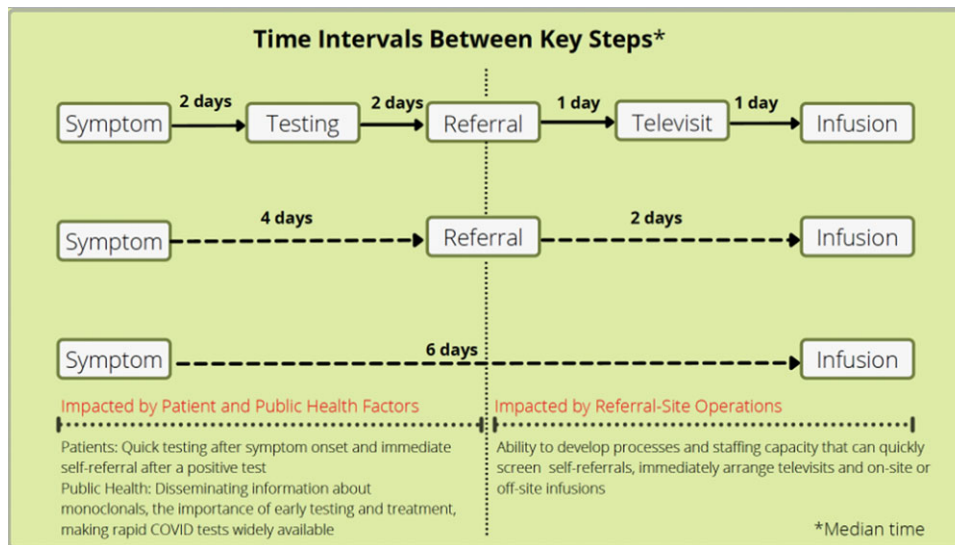 Time Intervals Between Key Steps*
2 days
2 days
1 day
1 day
Symptom
Testing
Referral
Televisit
Infusion
4 days
2 days
Symptom
Referral
Infusion
6 days
Symptom
Infusion
Impacted by Patient and Public Health Factors
Patients: Quick testing after symptom onset and immediate
self-referral after a positive test
Public Health: Disseminating information about
monoclonals, the importance of early testing and treatment,
making rapid COVID tests widely available
Impacted by Referral-Site Operations
Ability to develop processes and staffing capacity that can quickly
screen self-referrals, immediately arrange televisits and on-site or
off-site infusions
*Median time